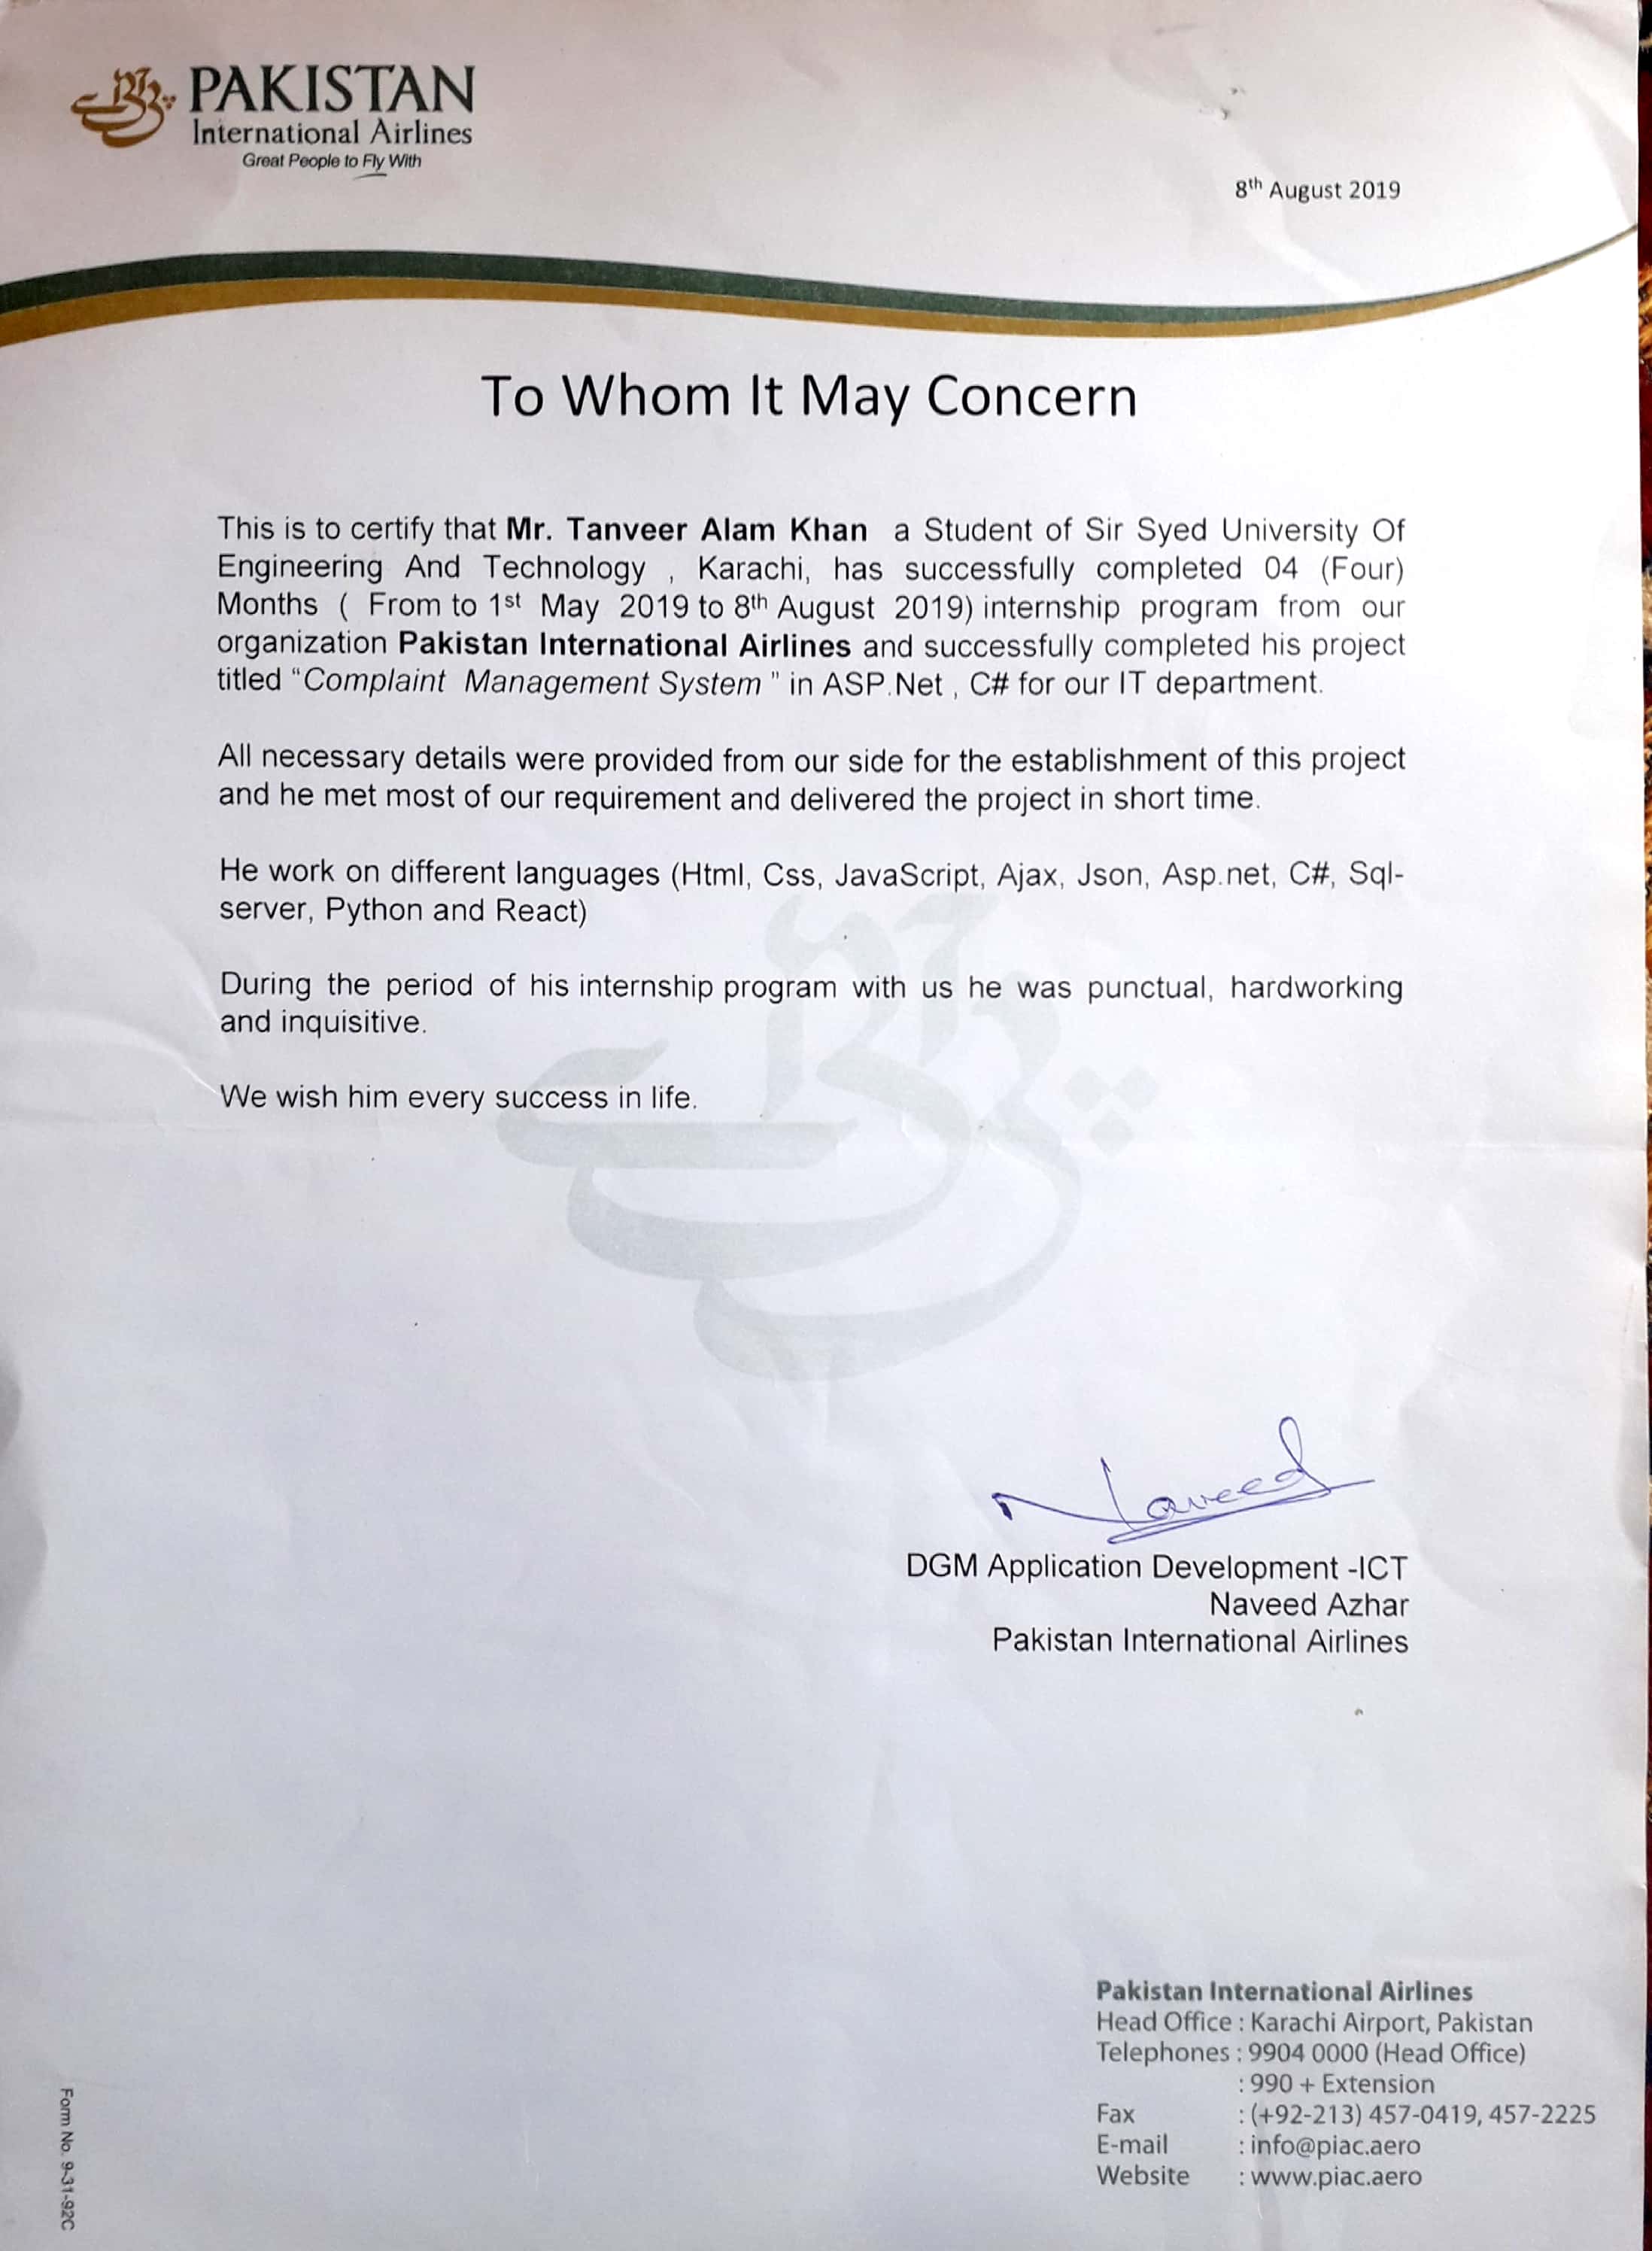 PAKISTAN
International Airlines
Great People to Fly With
8th August 2019
To Whom It May Concern
This is to certify that Mr. Tanveer Alam Khan a Student of Sir Syed University Of
Engineering And Technology , Karachi, has successfully completed 04 (Four)
Months ( From to 1st May 2019 to 8th August 2019) internship program from our
organization Pakistan International Airlines and successfully completed his project
titled “Complaint Management System ” in ASP.Net , C# for our IT department.
All necessary details were provided from our side for the establishment of this project
and he met most of our requirement and delivered the project in short time.
He work on different languages (Html, Css, JavaScript, Ajax, Json, Asp.net, C#, Sql-
server, Python and React)
During the period of his internship program with us he was punctual, hardworking
and inquisitive.
We wish him every success in life.
Naveed
DGM Application Development -ICT
Naveed Azhar
Pakistan International Airlines
Pakistan International Airlines
Head Office : Karachi Airport, Pakistan
Telephones : 9904 0000 (Head Office)
: 990 + Extension
Fax : (+92-213) 457-0419, 457-2225
E-mail : info@piac.aero
Website : www.piac.aero
Form No. 9-31-92C